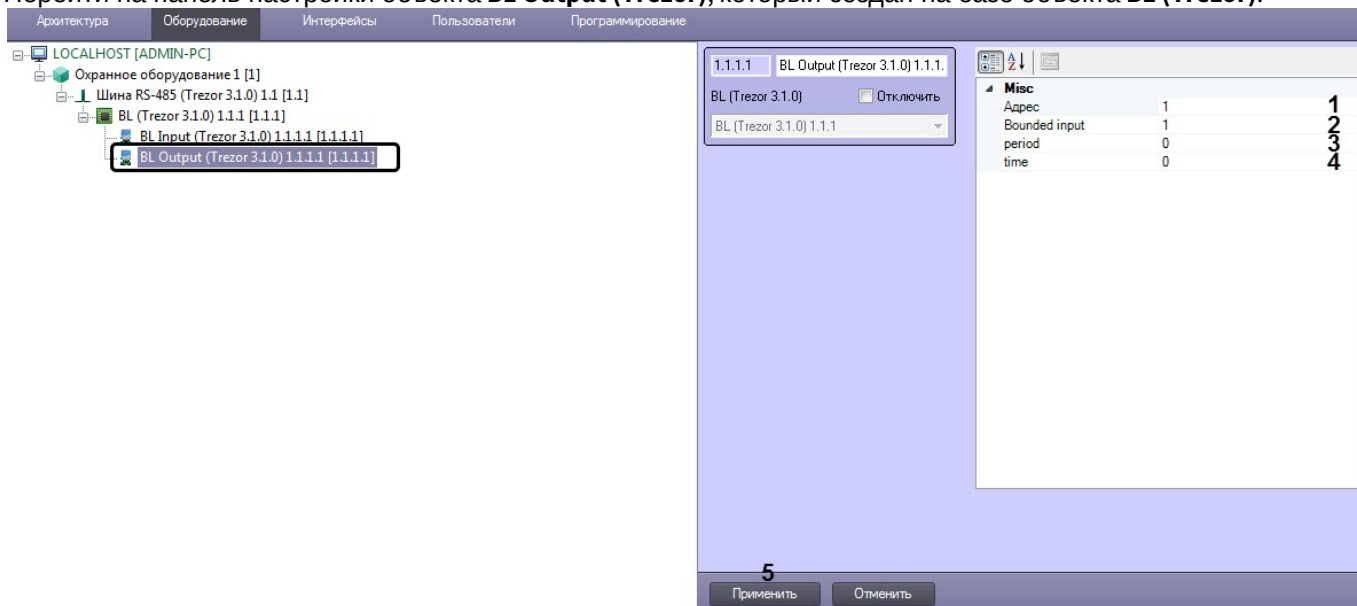 Перейти на панель настройки объекта BL Output (Trezor), который создан на базе объекта BL (Trezor).
Архитектура Оборудование Интерфейсы Пользователи Программирование
LOCALHOST [ADMIN-PC]
Охранное оборудование 1 [1]
Шина RS-485 (Trezor 3.1.0) 1.1 [1.1]
BL (Trezor 3.1.0) 1.1.1 [1.1.1]
BL Input (Trezor 3.1.0) 1.1.1.1 [1.1.1.1]
BL Output (Trezor 3.1.0) 1.1.1.1 [1.1.1.1]
1.1.1.1 BL Output (Trezor 3.1.0) 1.1.1.
BL (Trezor 3.1.0) Отключить
BL (Trezor 3.1.0) 1.1.1
Misc
Адрес 1 1
Bounded input 1 2
period 0 3
time 0 4
5
Применить Отменить